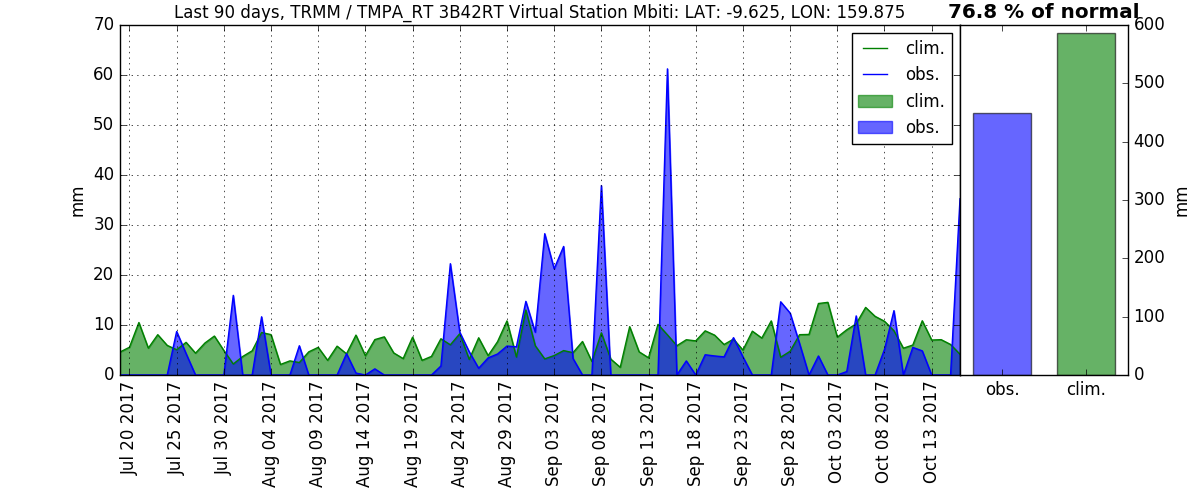 Last 90 days, TRMM / TMPA_RT 3B42RT Virtual Station Mbiti: LAT: -9.625, LON: 159.875
76.8 % of normal
70
60
50
40
30
20
10
0
mm
clim.
obs.
clim.
obs.
Jul 20 2017
Jul 25 2017
Jul 30 2017
Aug 04 2017
Aug 09 2017
Aug 14 2017
Aug 19 2017
Aug 24 2017
Aug 29 2017
Sep 03 2017
Sep 08 2017
Sep 13 2017
Sep 18 2017
Sep 23 2017
Sep 28 2017
Oct 03 2017
Oct 08 2017
Oct 13 2017
600
500
400
300
200
100
0
mm
obs.
clim.